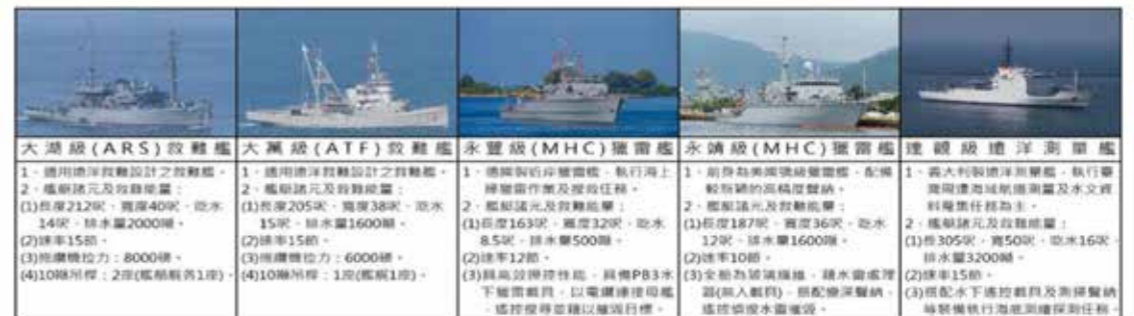 大湖級(ARS)救難艦
1、適用遠洋救難設計之救難艦。
2、艦艇諸元及救難能量：
(1)長度212呎、寬度40呎、吃水
14呎、排水量2000噸。
(2)速率15節。
(3)拖纜機拉力：8000磅。
(4)10噸吊桿：2座(艦艏艉各1座)。
大萬級(ATF)救難艦
1、適用遠洋救難設計之救難艦。
2、艦艇諸元及救難能量：
(1)長度205呎、寬度38呎、吃水
15呎、排水量1600噸。
(2)速率15節。
(3)拖纜機拉力：6000磅。
(4)10噸吊桿：1座(艦艉1座)。
永豐級(MHC)獵雷艦
1、德國製近岸獵雷艦，執行海上
掃獵雷作業及搜救任務。
2、艦艇諸元及救難能量：
(1)長度163呎、寬度32呎、吃水
8.5呎、排水量500噸。
(2)速率12節。
(3)具高效操控性能，具備PB3水
下獵雷載具，以電纜連接母艦
，遙控搜尋並藉以摧毀目標。
永靖級(MHC)獵雷艦
1、前身為美國鶚級獵雷艦，配備
較新穎的高精度聲納。
2、艦艇諸元及救難能量：
(1)長度187呎、寬度36呎、吃水
12呎、排水量1600噸。
(2)速率10節。
(3)全船為玻璃纖維，藉水雷處理
器(無人載具)，搭配變深聲納，
遙控偵搜水雷摧毀。
達觀級遠洋測量艦
1、義大利製遠洋測量艦，執行臺
灣周邊海域航道測量及水文資
料蒐集任務為主。
2、艦艇諸元及救難能量：
(1)長305呎、寬50呎、吃水16呎、
排水量3200噸。
(2)速率15節。
(3)搭配水下遙控載具及測掃聲納
等裝備執行海底測繪探測任務。